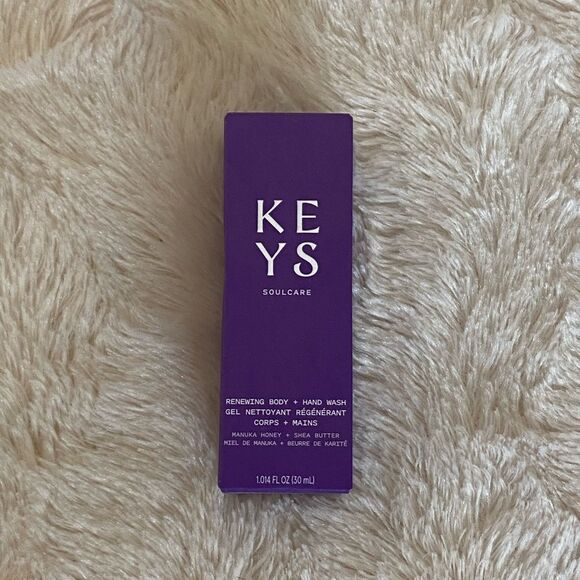 KE
YS
SOULCARE
RENEWING BODY + HAND WASH
GEL NETTOYANT RÉGÉNÉRANT
CORPS + MAINS
MANUKA HONEY + SHEA BUTTER
MIEL DE MANUKA + BEURRE DE KARITÉ
1.014 FL OZ (30 mL)